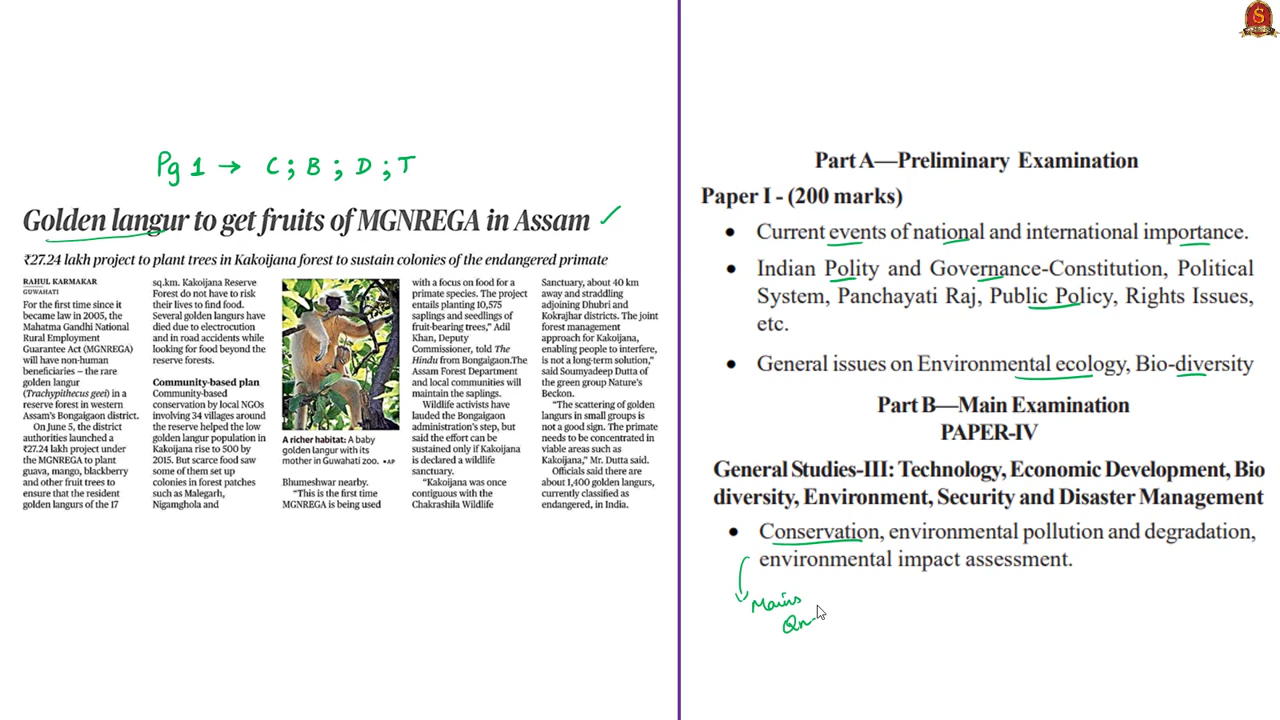 Pg 1 → C ; B ; D ; T
Golden langur to get fruits of MGNREGA in Assam ✓
₹27.24 lakh project to plant trees in Kakoijana forest to sustain colonies of the endangered primate
RAHUL KARMAKAR
GUWAHATI
For the first time since it
became law in 2005, the
Mahatma Gandhi National
Rural Employment
Guarantee Act (MGNREGA)
will have non-human
beneficiaries – the rare
golden langur
(Trachypithecus geei) in a
reserve forest in western
Assam's Bongaigaon district.
On June 5, the district
authorities launched a
₹27.24 lakh project under
the MGNREGA to plant
guava, mango, blackberry
and other fruit trees to
ensure that the resident
golden langurs of the 17
sq.km. Kakoijana Reserve
Forest do not have to risk
their lives to find food.
Several golden langurs have
died due to electrocution
and in road accidents while
looking for food beyond the
reserve forests.
Community-based plan
Community-based
conservation by local NGOs
involving 34 villages around
the reserve helped the low
golden langur population in
Kakoijana rise to 500 by
2015. But scarce food saw
some of them set up
colonies in forest patches
such as Malegarh,
Nigamghola and
A richer habitat: A baby
golden langur with its
mother in Guwahati zoo. •AP
Bhumeshwar nearby.
“This is the first time
MGNREGA is being used
with a focus on food for a
primate species. The project
entails planting 10,575
saplings and seedlings of
fruit-bearing trees,” Adil
Khan, Deputy
Commissioner, told The
Hindu from Bongaigaon.The
Assam Forest Department
and local communities will
maintain the saplings.
Wildlife activists have
lauded the Bongaigaon
administration's step, but
said the effort can be
sustained only if Kakoijana
is declared a wildlife
sanctuary.
“Kakoijana was once
contiguous with the
Chakrashila Wildlife
Sanctuary, about 40 km
away and straddling
adjoining Dhubri and
Kokrajhar districts. The joint
forest management
approach for Kakoijana,
enabling people to interfere,
is not a long-term solution,”
said Soumyadeep Dutta of
the green group Nature's
Beckon.
“The scattering of golden
langurs in small groups is
not a good sign. The primate
needs to be concentrated in
viable areas such as
Kakoijana,” Mr. Dutta said.
Officials said there are
about 1,400 golden langurs,
currently classified as
endangered, in India.
Part A—Preliminary Examination
Paper I - (200 marks)
• Current events of national and international importance.
• Indian Polity and Governance-Constitution, Political
System, Panchayati Raj, Public Policy, Rights Issues,
etc.
• General issues on Environmental ecology, Bio-diversity
Part B—Main Examination
PAPER-IV
General Studies-III: Technology, Economic Development, Bio
diversity, Environment, Security and Disaster Management
• Conservation, environmental pollution and degradation,
environmental impact assessment.
Mains
Qn